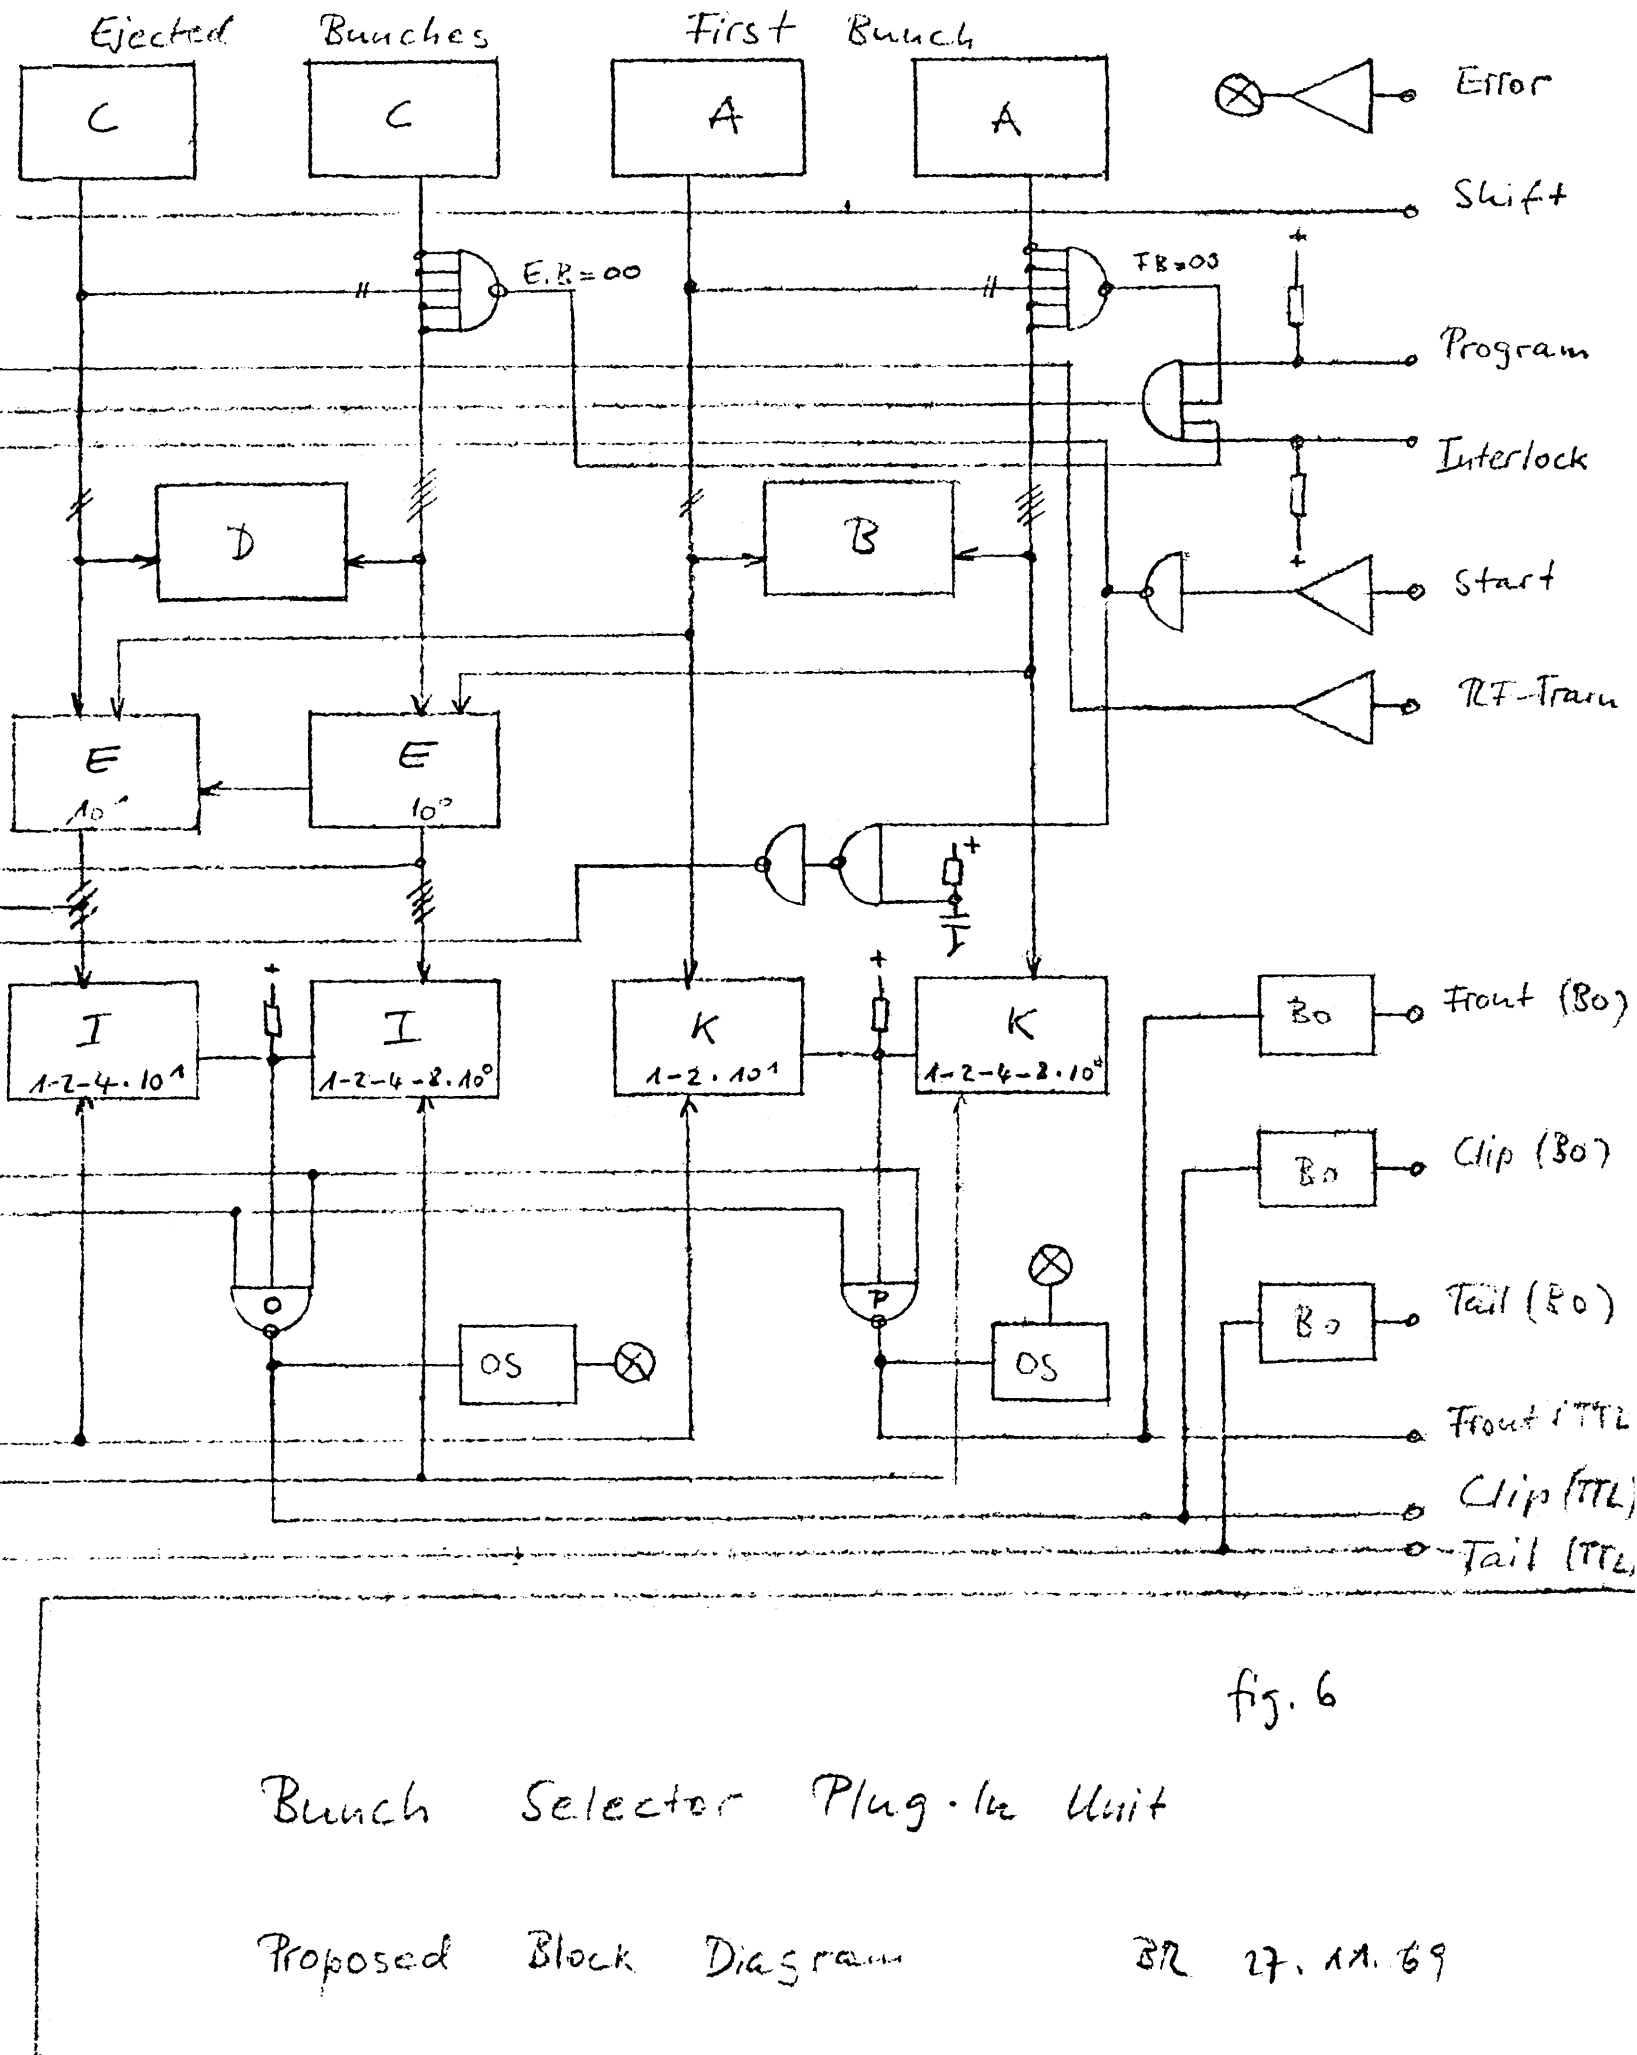 Ejected Bunches First Bunch
C C A A
Error
Shift
E.B=00
FB=00
+
Program
Interlock
D B
+
Start
RF-Train
E E
10¹ 10⁰
+
+ +
I I K K
1-2-4·10¹ 1-2-4-8·10⁰ 1-2·10¹ 1-2-4-8·10⁰
Bo Front (Bo)
Bo Clip (Bo)
O P
Bo Tail (Bo)
OS OS
Front (TTL
Clip (TTL)
Tail (TTL)
fig. 6
Bunch Selector Plug-In Unit
Proposed Block Diagram BR 27.11.69